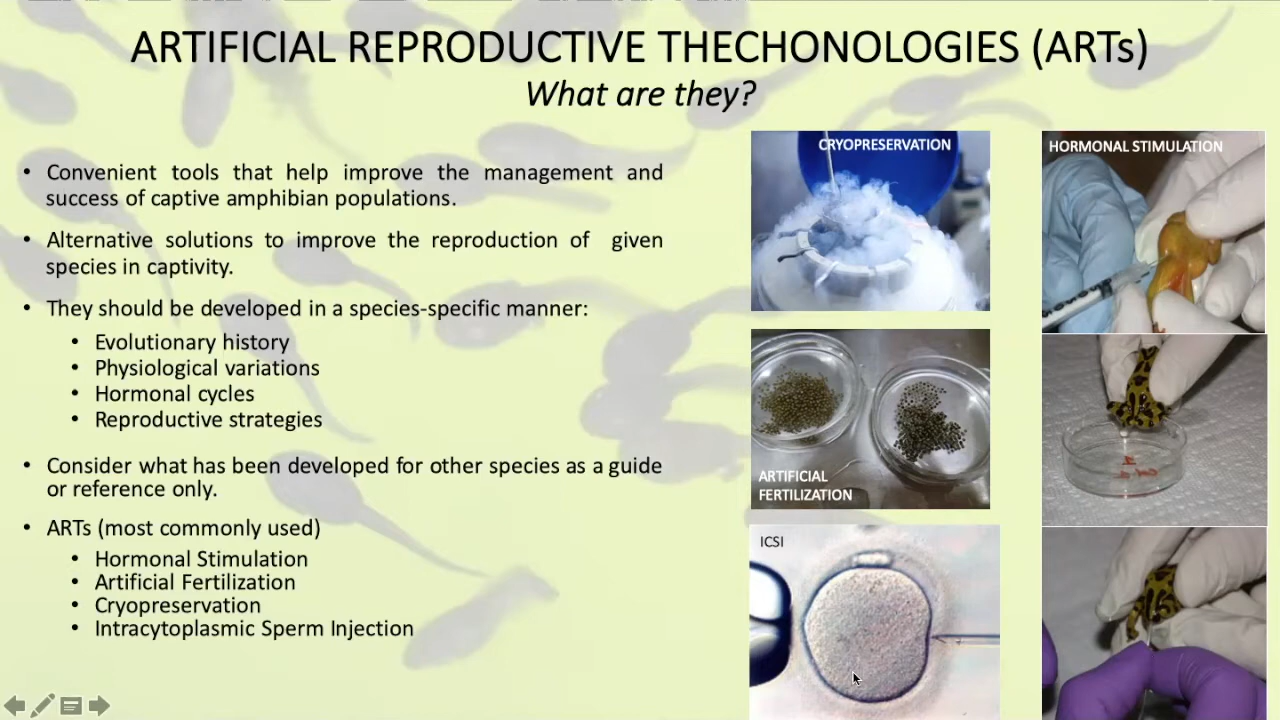 ARTIFICIAL REPRODUCTIVE THECHONOLOGIES (ARTs)
What are they?
• Convenient tools that help improve the management and
success of captive amphibian populations.
• Alternative solutions to improve the reproduction of given
species in captivity.
• They should be developed in a species-specific manner:
• Evolutionary history
• Physiological variations
• Hormonal cycles
• Reproductive strategies
• Consider what has been developed for other species as a guide
or reference only.
• ARTs (most commonly used)
• Hormonal Stimulation
• Artificial Fertilization
• Cryopreservation
• Intracytoplasmic Sperm Injection
CRYOPRESERVATION
ARTIFICIAL
FERTILIZATION
ICSI
HORMONAL STIMULATION